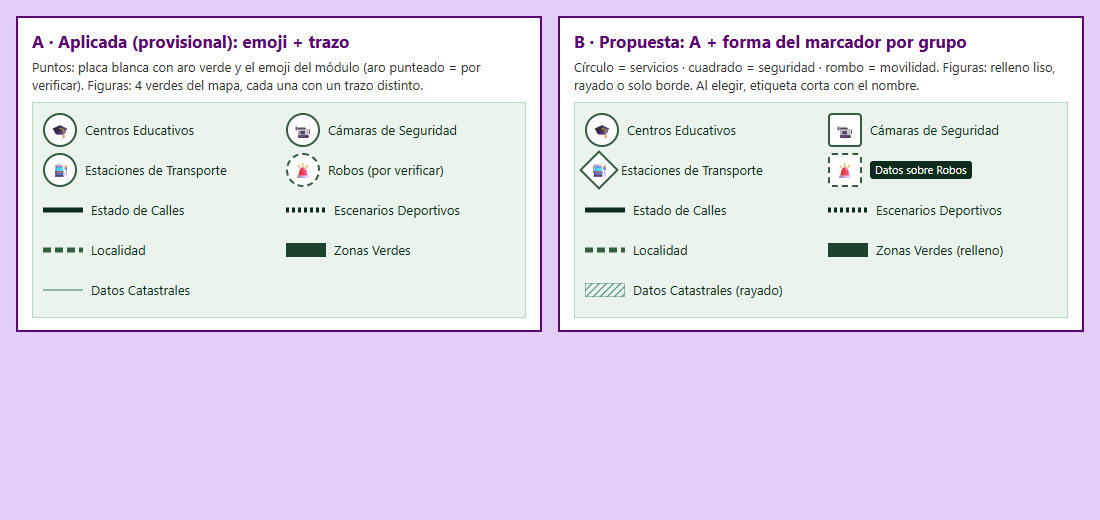 A · Aplicada (provisional): emoji + trazo
Puntos: placa blanca con aro verde y el emoji del módulo (aro punteado = por
verificar). Figuras: 4 verdes del mapa, cada una con un trazo distinto.
Centros Educativos
Cámaras de Seguridad
Estaciones de Transporte
Robos (por verificar)
Estado de Calles
Escenarios Deportivos
Localidad
Zonas Verdes
Datos Catastrales
B · Propuesta: A + forma del marcador por grupo
Círculo = servicios · cuadrado = seguridad · rombo = movilidad. Figuras: relleno liso,
rayado o solo borde. Al elegir, etiqueta corta con el nombre.
Centros Educativos
Cámaras de Seguridad
Estaciones de Transporte
Datos sobre Robos
Estado de Calles
Escenarios Deportivos
Localidad
Zonas Verdes (relleno)
Datos Catastrales (rayado)